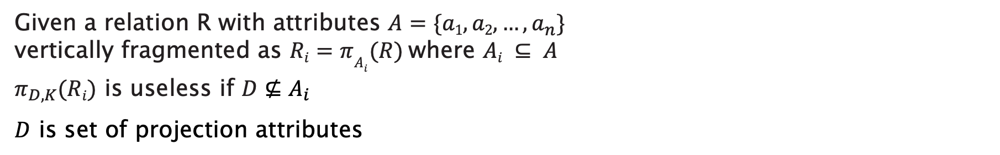 Given a relation R with attributes A = {a₁, a₂, … , aₙ}
vertically fragmented as Rᵢ = π_{Aᵢ}(R) where Aᵢ ⊆ A
π_{D,K}(Rᵢ) is useless if D ⊈ Aᵢ
D is set of projection attributes